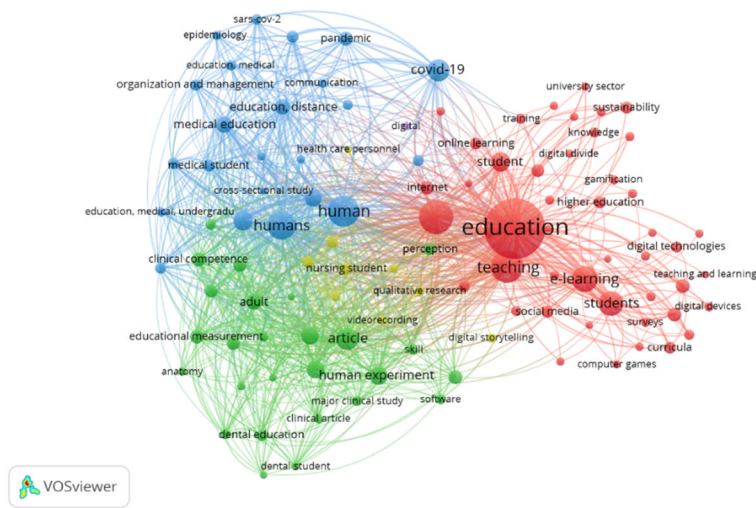 sars-cov-2
epidemiology
pandemic
education, medical
covid-19
organization and management
communication
university sector
education, distance
sustainability
medical education
digital
training
knowledge
health care personnel
online learning
digital divide
medical student
student
gamification
cross-sectional study
internet
higher education
education, medical, undergradu
human
humans
education
perception
digital technologies
clinical competence
nursing student
teaching
teaching and learning
e-learning
qualitative research
adult
students
digital devices
social media
videorecording
surveys
educational measurement
article
digital storytelling
skill
curricula
computer games
anatomy
human experiment
major clinical study
software
clinical article
dental education
dental student
VOSviewer